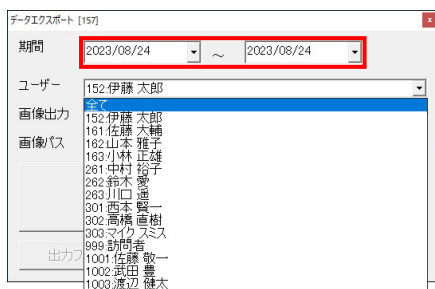 データエクスポート [157]
x
期間
2023/08/24 ～ 2023/08/24
ユーザー
152:伊藤 太郎
画像出力
画像パス
全て
152:伊藤 太郎
161:佐藤 大輔
162:山本 雅子
163:小林 正雄
261:中村 裕子
262:鈴木 愛
263:川口 遥
301:西本 賢一
302:高橋 直樹
303:マイク スミス
999:訪問者
1001:佐藤 敬一
1002:武田 豊
1003:渡辺 健太
出力フ